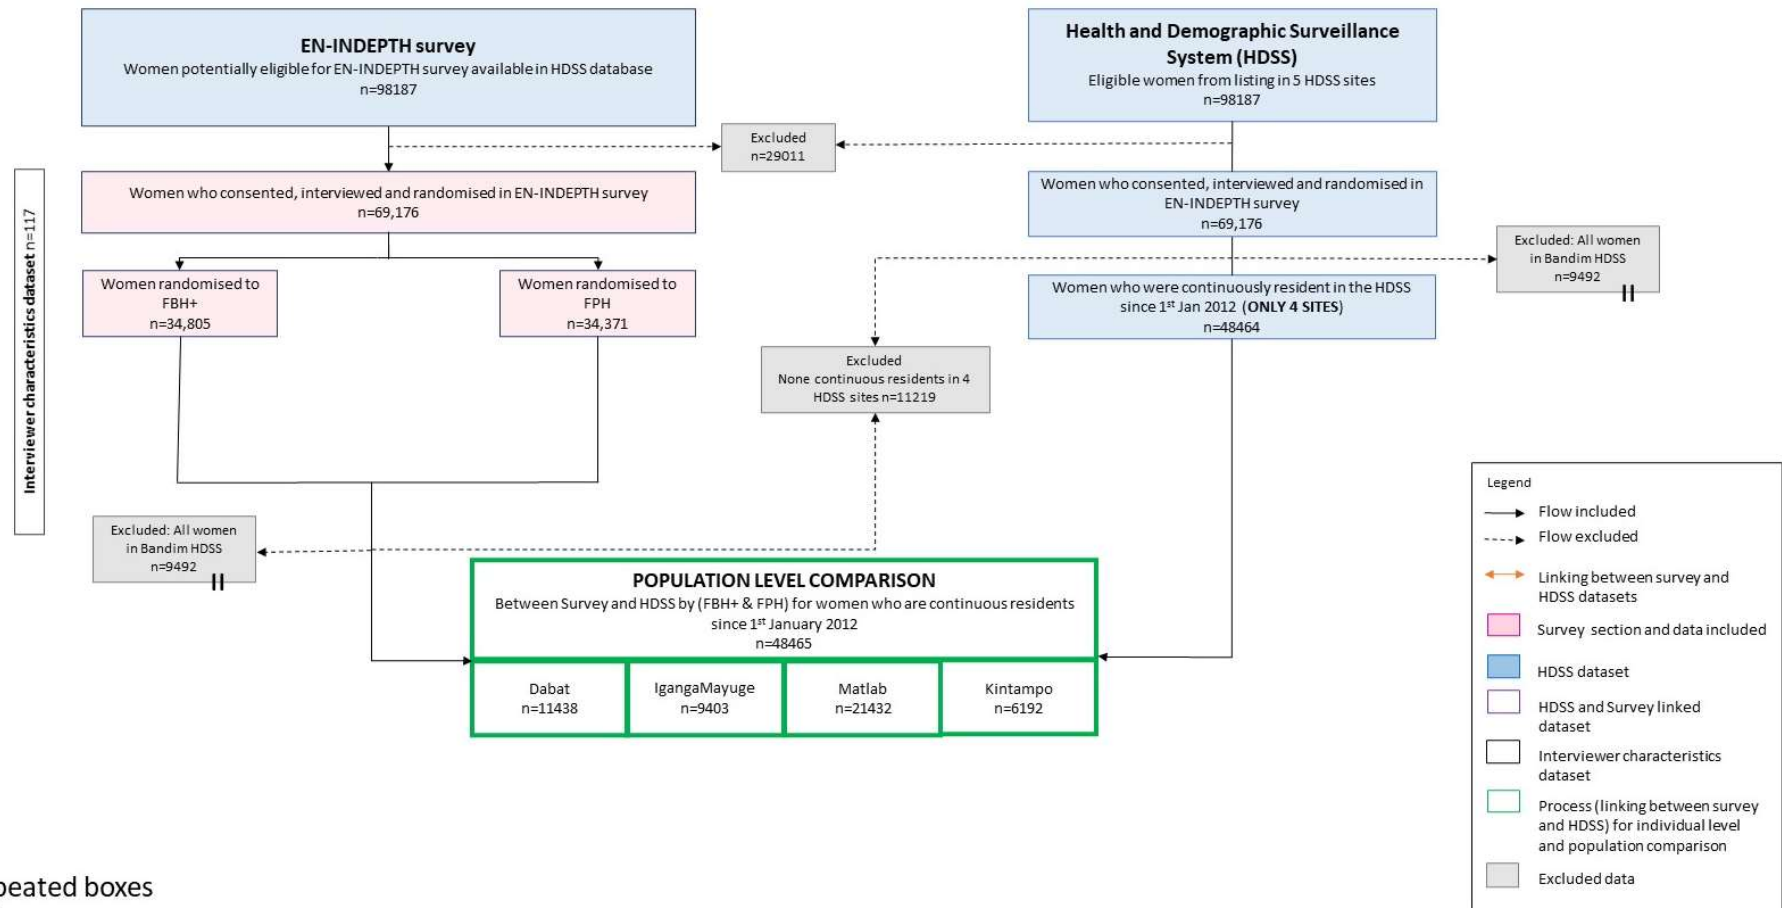 EN-INDEPTH survey
Women potentially eligible for EN-INDEPTH survey available in HDSS database
n=98187
Health and Demographic Surveillance
System (HDSS)
Eligible women from listing in 5 HDSS sites
n=98187
Excluded
n=29011
Interviewer characteristics dataset n=117
Women who consented, interviewed and randomised in EN-INDEPTH survey
n=69,176
Women who consented, interviewed and randomised in
EN-INDEPTH survey
n=69,176
Excluded: All women
in Bandim HDSS
n=9492
Women randomised to
FBH+
n=34,805
Women randomised to
FPH
n=34,371
Women who were continuously resident in the HDSS
since 1st Jan 2012 (ONLY 4 SITES)
n=48464
Excluded
None continuous residents in 4
HDSS sites n=11219
Excluded: All women
in Bandim HDSS
n=9492
POPULATION LEVEL COMPARISON
Between Survey and HDSS by (FBH+ & FPH) for women who are continuous residents
since 1st January 2012
n=48465
Dabat
n=11438
IgangaMayuge
n=9403
Matlab
n=21432
Kintampo
n=6192
Legend
Flow included
Flow excluded
Linking between survey and
HDSS datasets
Survey section and data included
HDSS dataset
HDSS and Survey linked
dataset
Interviewer characteristics
dataset
Process (linking between survey
and HDSS) for individual level
and population comparison
Excluded data
peated boxes